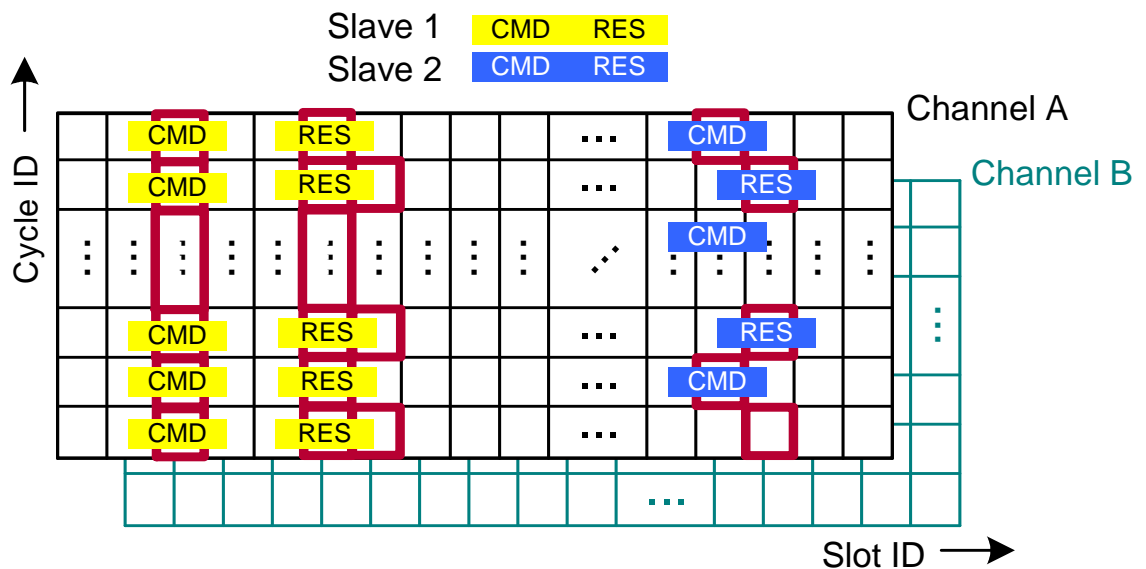 Slave 1 CMD RES
Slave 2 CMD RES
Channel A
CMD RES ... CMD
Channel B
CMD RES ... RES
CMD
CMD RES ... RES
CMD RES ... CMD
CMD RES ...
...
Cycle ID
Slot ID